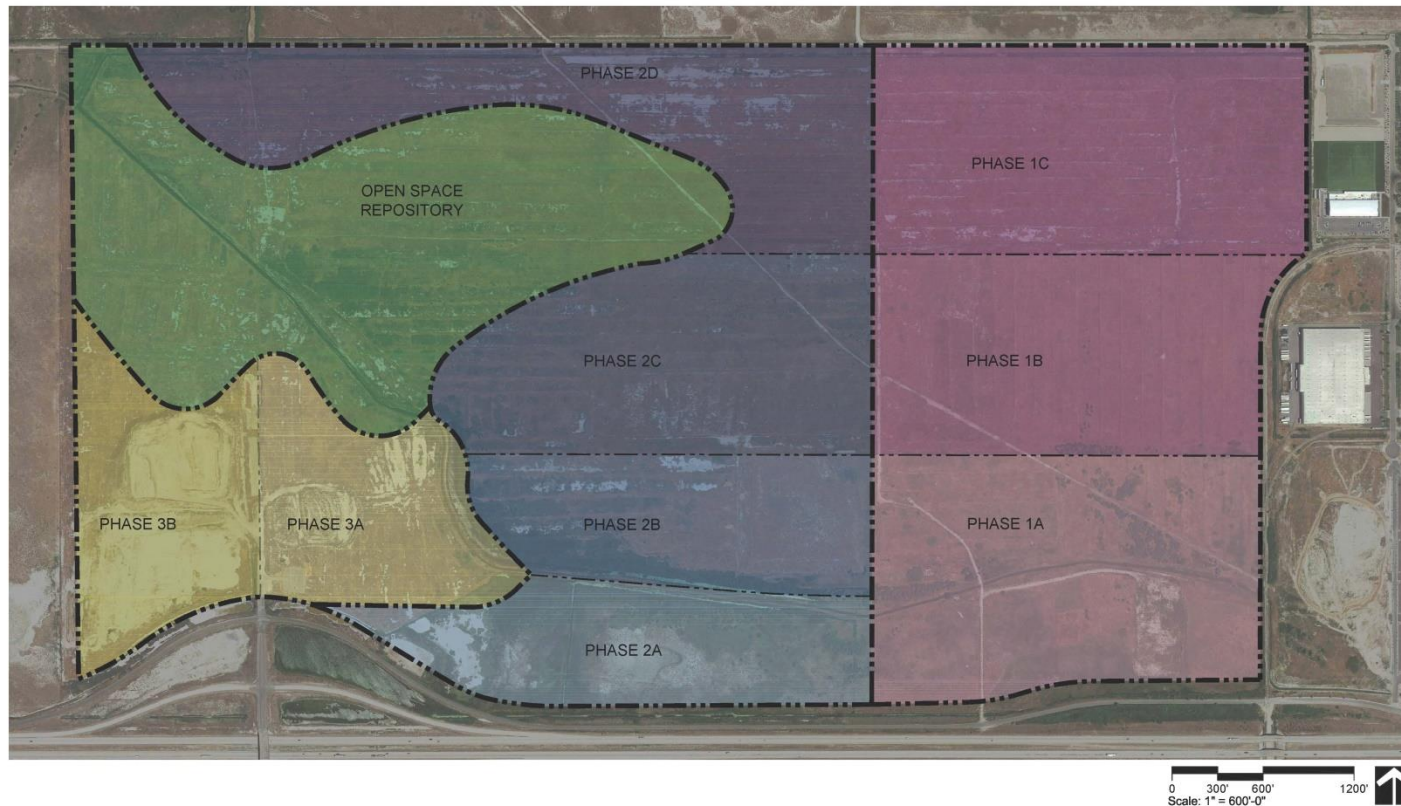 PHASE 2D
PHASE 1C
OPEN SPACE
REPOSITORY
PHASE 2C
PHASE 1B
PHASE 3B
PHASE 3A
PHASE 2B
PHASE 1A
PHASE 2A
0 300' 600' 1200'
Scale: 1" = 600'-0"